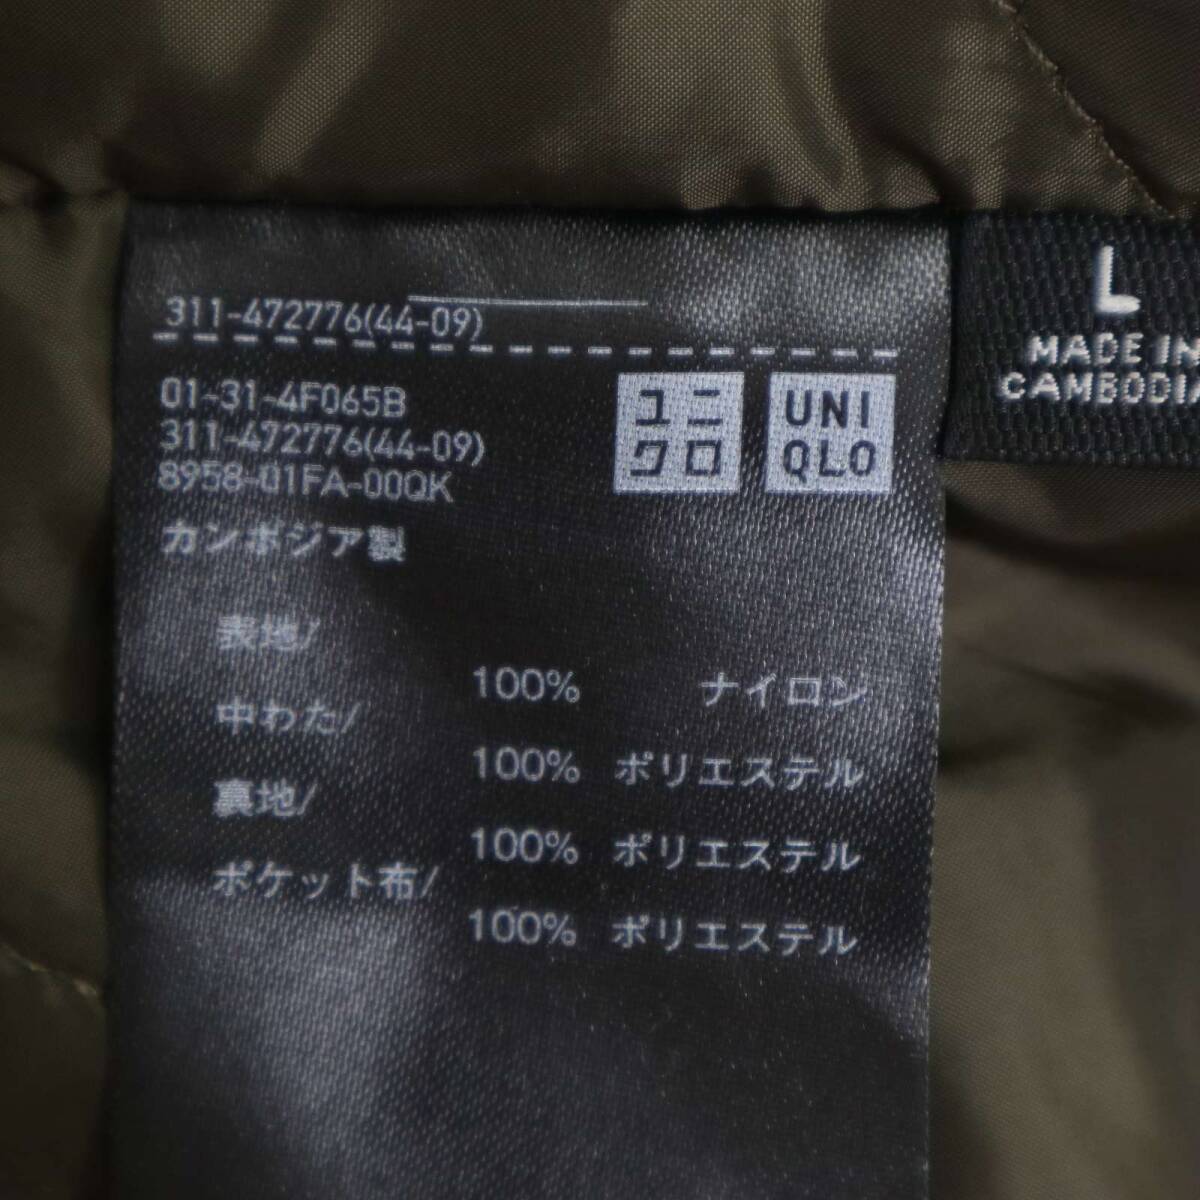 311-472776(44-09)
01-31-4F065B
311-472776(44-09)
8958-01FA-00QK
カンボジア製
ユニ
クロ
UNI
QLO
L
MADE IN
CAMBODIA
表地/
100% ナイロン
中わた/
100% ポリエステル
裏地/
100% ポリエステル
ポケット布/
100% ポリエステル